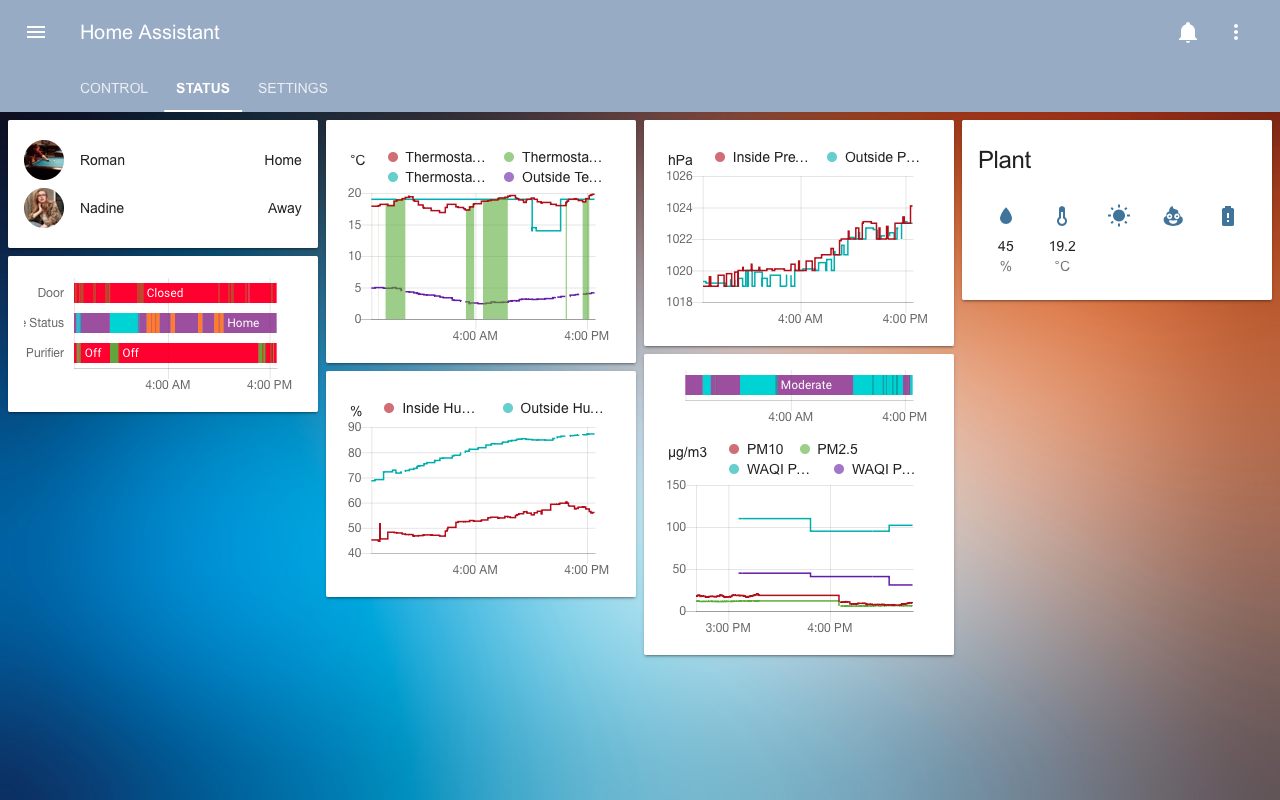 Home Assistant
CONTROL STATUS SETTINGS
Roman Home
Nadine Away
Door Closed
e Status Home
Purifier Off Off
4:00 AM 4:00 PM
°C Thermosta... Thermosta...
Thermosta... Outside Te...
20
15
10
5
0
4:00 AM 4:00 PM
% Inside Hu... Outside Hu...
90
80
70
60
50
40
4:00 AM 4:00 PM
hPa Inside Pre... Outside P...
1026
1024
1022
1020
1018
4:00 AM 4:00 PM
Moderate
4:00 AM 4:00 PM
µg/m3 PM10 PM2.5
WAQI P... WAQI P...
150
100
50
0
3:00 PM 4:00 PM
Plant
45 19.2
% °C